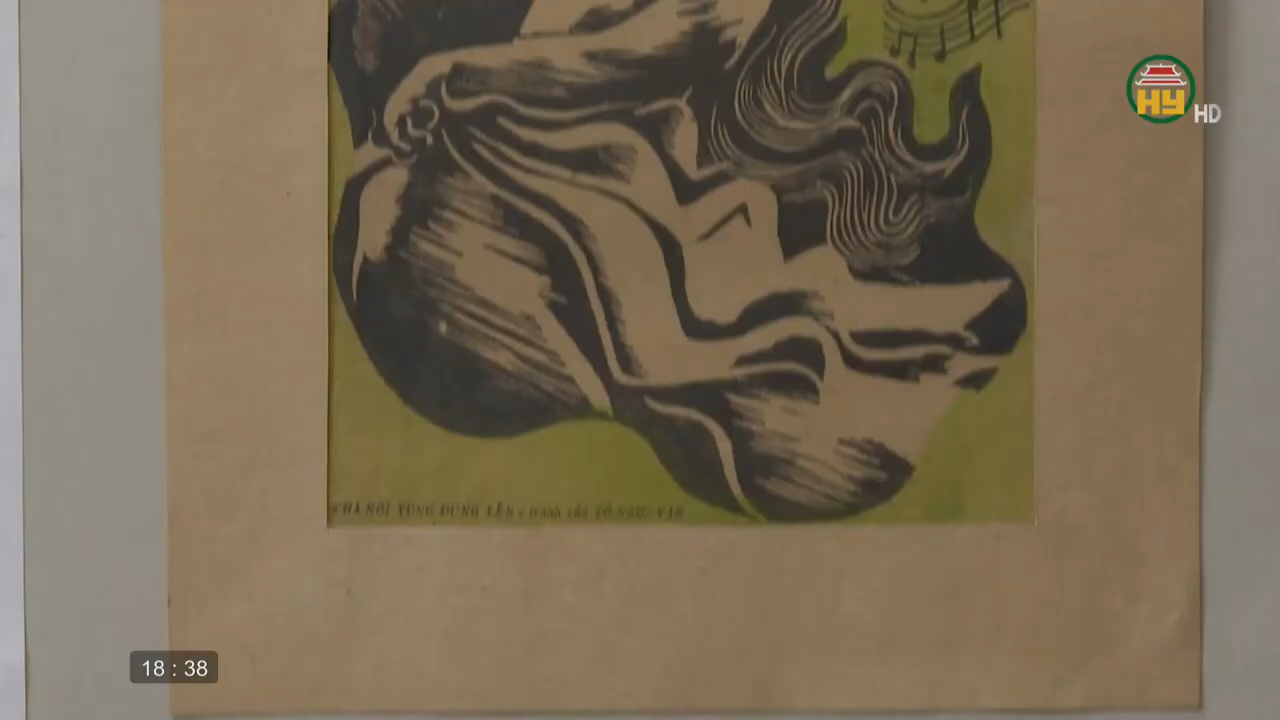 HY HD
« HÀ NỘI VÙNG ĐỨNG LÊN » tranh của TÔ-NGỌC-VÂN
18 : 38